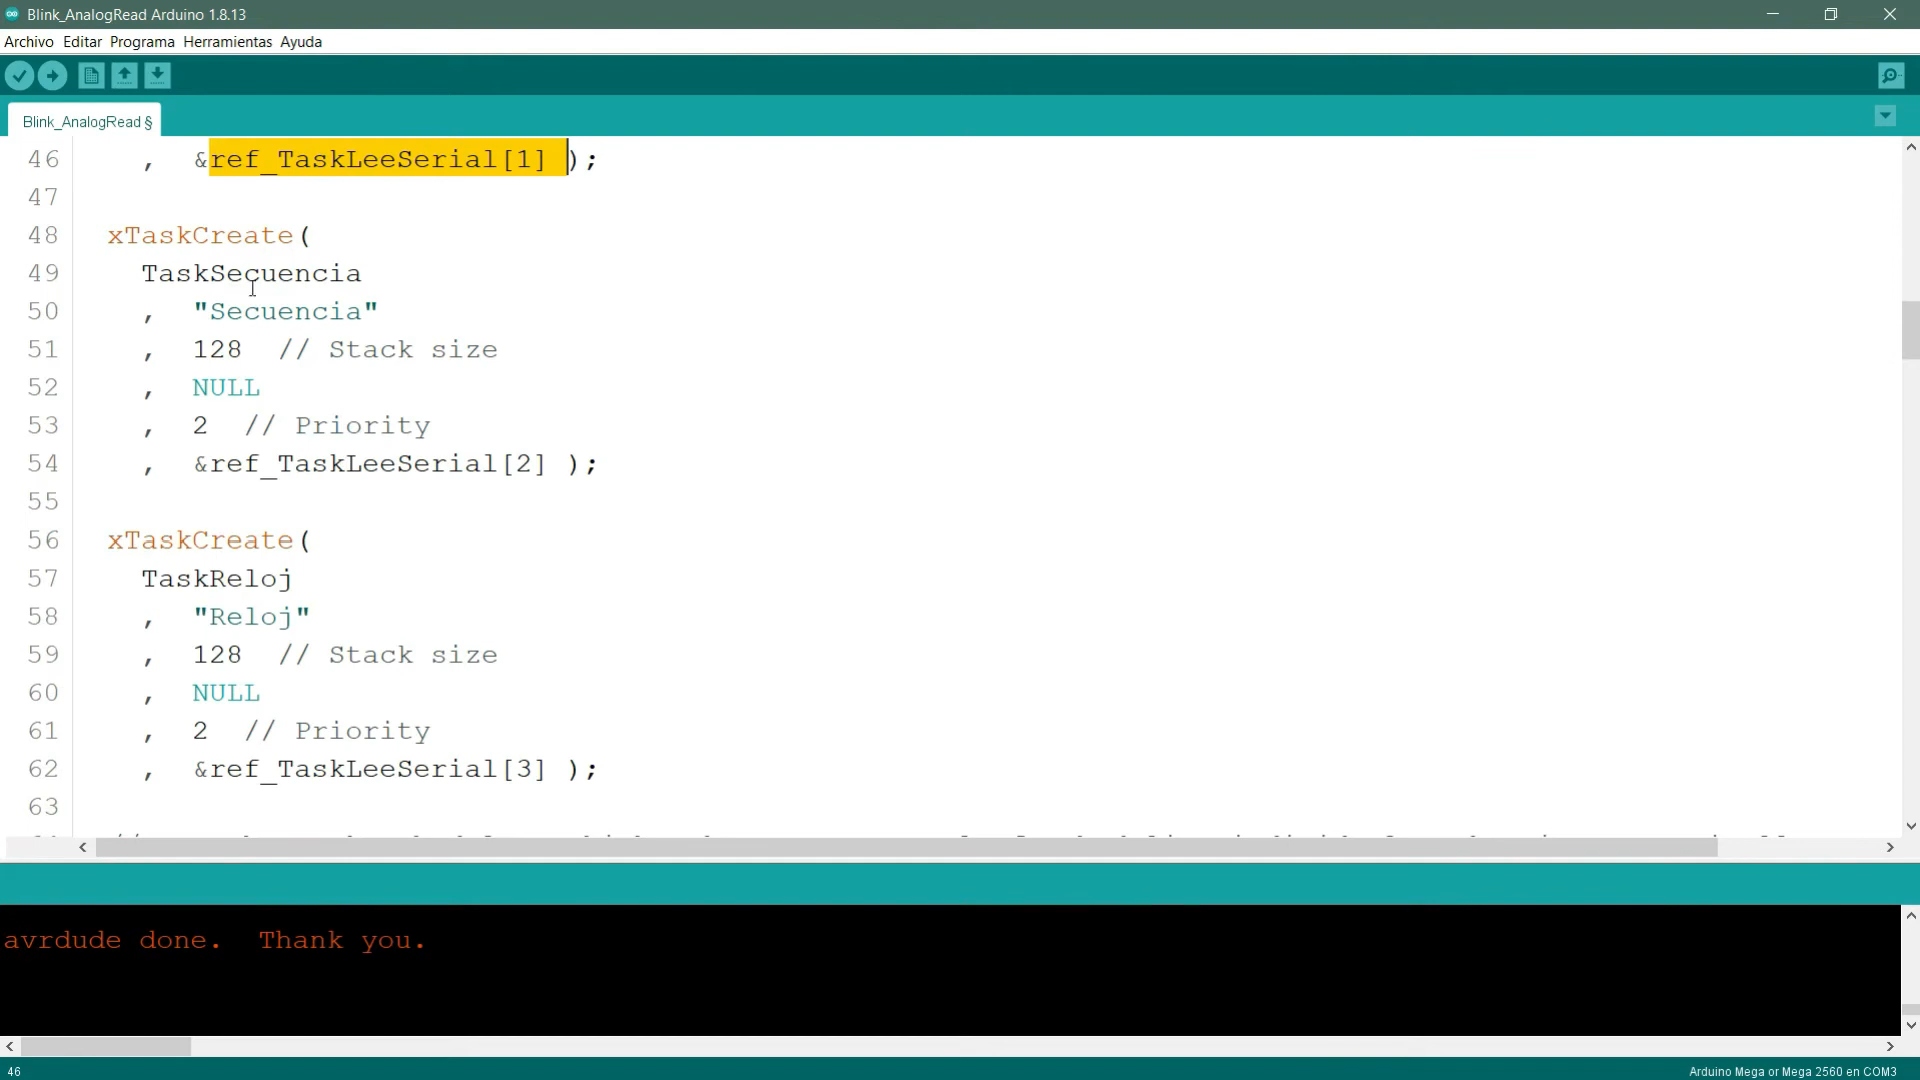 Blink_AnalogRead Arduino 1.8.13
Archivo Editar Programa Herramientas Ayuda
Blink_AnalogRead §
46 , &ref_TaskLeeSerial[1] );
47
48 xTaskCreate(
49 TaskSecuencia
50 , "Secuencia"
51 , 128 // Stack size
52 , NULL
53 , 2 // Priority
54 , &ref_TaskLeeSerial[2] );
55
56 xTaskCreate(
57 TaskReloj
58 , "Reloj"
59 , 128 // Stack size
60 , NULL
61 , 2 // Priority
62 , &ref_TaskLeeSerial[3] );
63
avrdude done. Thank you.
46 Arduino Mega or Mega 2560 en COM3